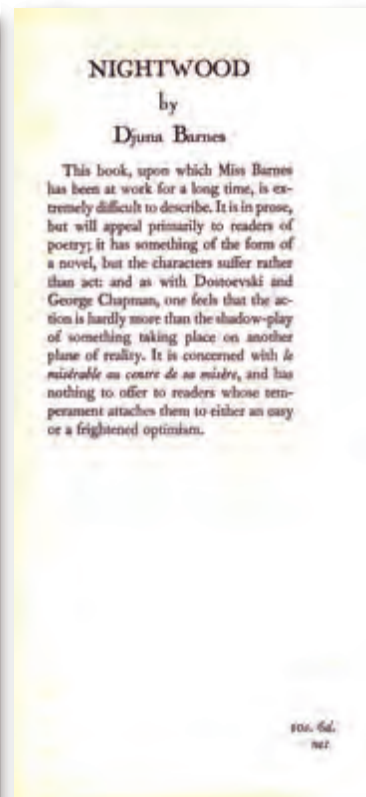 NIGHTWOOD
by
Djuna Barnes
This book, upon which Miss Barnes
has been at work for a long time, is ex-
tremely difficult to describe. It is in prose,
but will appeal primarily to readers of
poetry; it has something of the form of
a novel, but the characters suffer rather
than act: and as with Dostoevski and
George Chapman, one feels that the ac-
tion is hardly more than the shadow-play
of something taking place on another
plane of reality. It is concerned with le
misérable au centre de sa misère, and has
nothing to offer to readers whose tem-
perament attaches them to either an easy
or a frightened optimism.
10s. 6d.
net